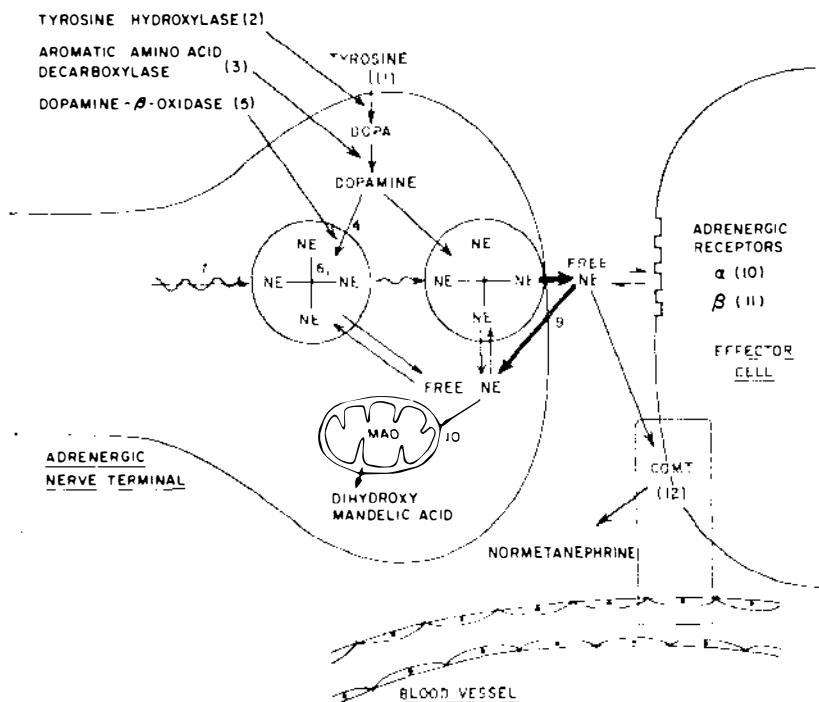 TYROSINE HYDROXYLASE (2)
AROMATIC AMINO ACID
DECARBOXYLASE (3)
DOPAMINE-β-OXIDASE (5)
TYROSINE
DOPA
DOPAMINE
4
NE
NE
6,
NE
NE
NE
NE
NE
NE
FREE
NE
9
FREE NE
MAO
10
DIHYDROXY
MANDELIC ACID
ADRENERGIC
NERVE TERMINAL
ADRENERGIC
RECEPTORS
α (10)
β (11)
EFFECTOR
CELL
COMT
(12)
NORMETANEPHRINE
BLOOD VESSEL